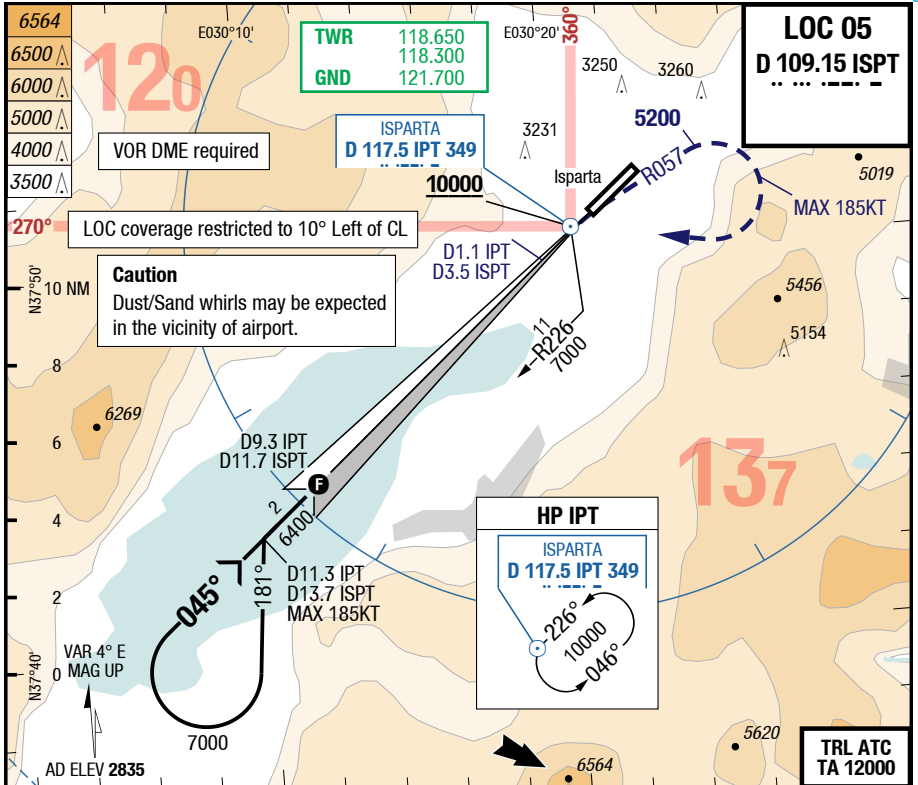 6564
6500
6000
5000
4000
3500
12₀
E030°10'
TWR 118.650
118.300
GND 121.700
E030°20'
360°
3250
3260
3231
LOC 05
D 109.15 ISPT
VOR DME required
ISPARTA
D 117.5 IPT 349
10000
Isparta
5200
R057
5019
MAX 185KT
270°
LOC coverage restricted to 10° Left of CL
D1.1 IPT
D3.5 ISPT
Caution
Dust/Sand whirls may be expected
in the vicinity of airport.
N37°50'
10 NM
8
6
4
2
0
5456
5154
11
R226
7000
6269
D9.3 IPT
D11.7 ISPT
F
2
6400
13₇
045°
181°
D11.3 IPT
D13.7 ISPT
MAX 185KT
HP IPT
ISPARTA
D 117.5 IPT 349
226°
10000
046°
VAR 4° E
MAG UP
N37°40'
7000
AD ELEV 2835
6564
5620
TRL ATC
TA 12000